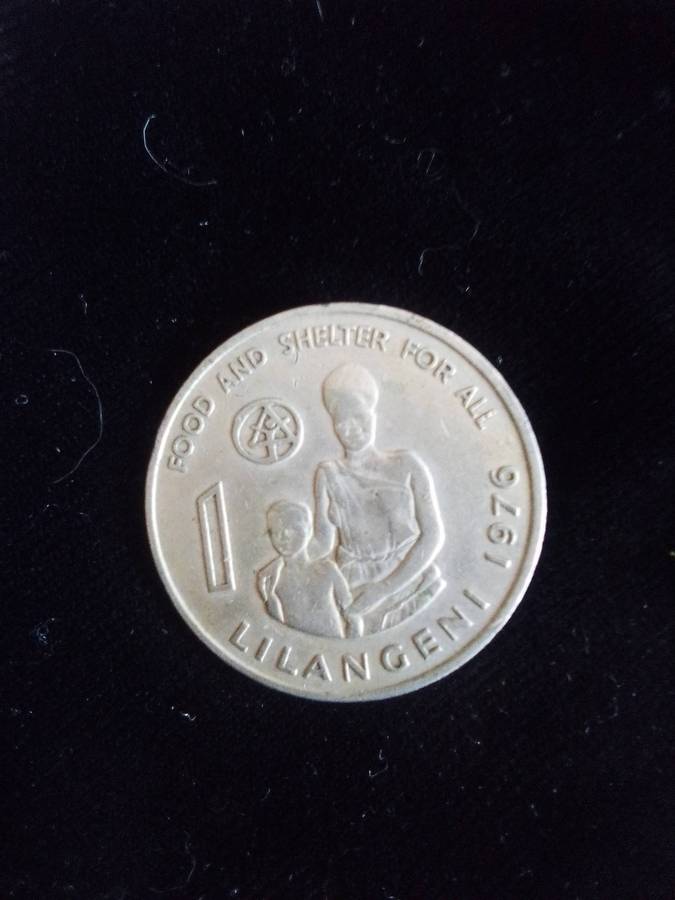 FOOD AND SHELTER FOR ALL
1
LILANGENI 1976